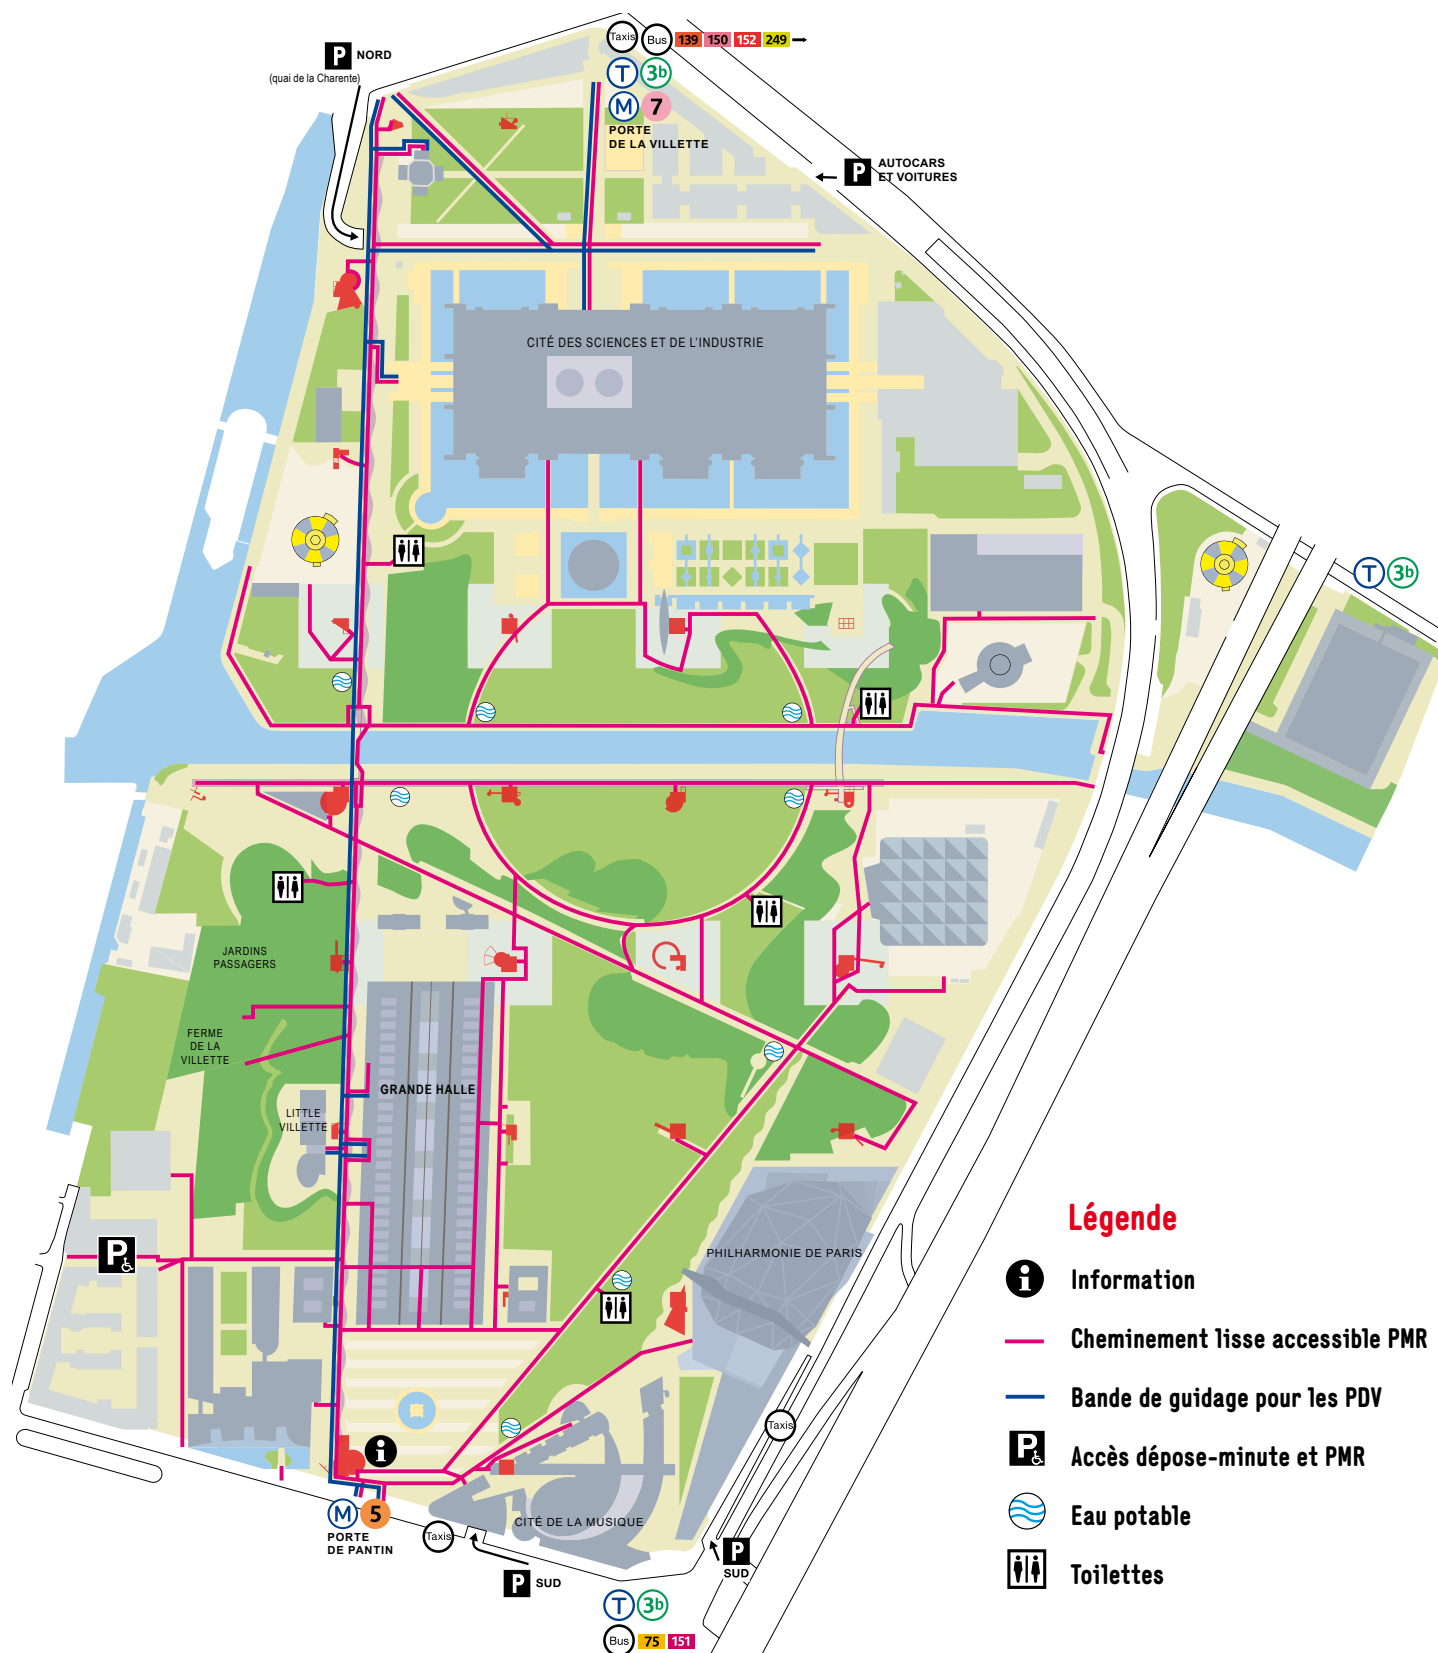 Taxis
Bus
139 150 152 249
T 3b
M 7
PORTE
DE LA VILLETTE
P NORD
(quai de la Charente)
P AUTOCARS
ET VOITURES
CITÉ DES SCIENCES ET DE L'INDUSTRIE
T 3b
JARDINS
PASSAGERS
FERME
DE LA
VILLETTE
GRANDE HALLE
LITTLE
VILLETTE
P
PHILHARMONIE DE PARIS
Légende
i Information
Cheminement lisse accessible PMR
Bande de guidage pour les PDV
P Accès dépose-minute et PMR
Eau potable
Toilettes
Taxis
i
M 5
PORTE
DE PANTIN
Taxis
CITÉ DE LA MUSIQUE
P SUD
P
SUD
T 3b
Bus 75 151